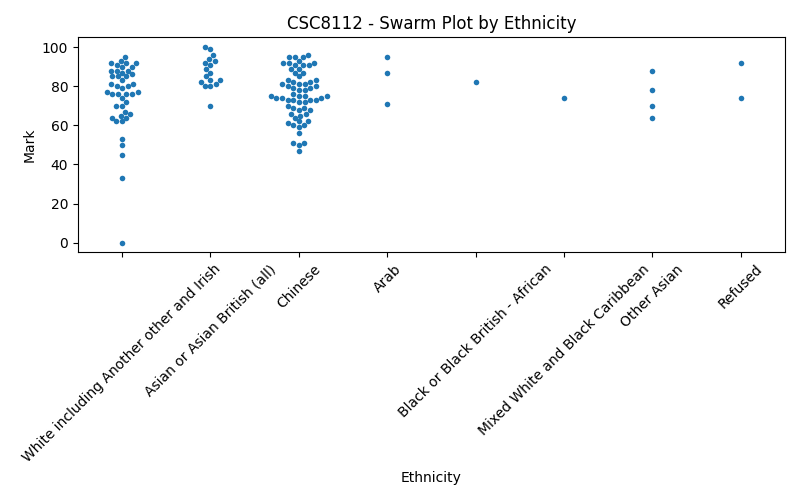 CSC8112 - Swarm Plot by Ethnicity
Mark
100
80
60
40
20
0
White including Another other and Irish
Asian or Asian British (all)
Chinese
Arab
Black or Black British - African
Mixed White and Black Caribbean
Other Asian
Refused
Ethnicity